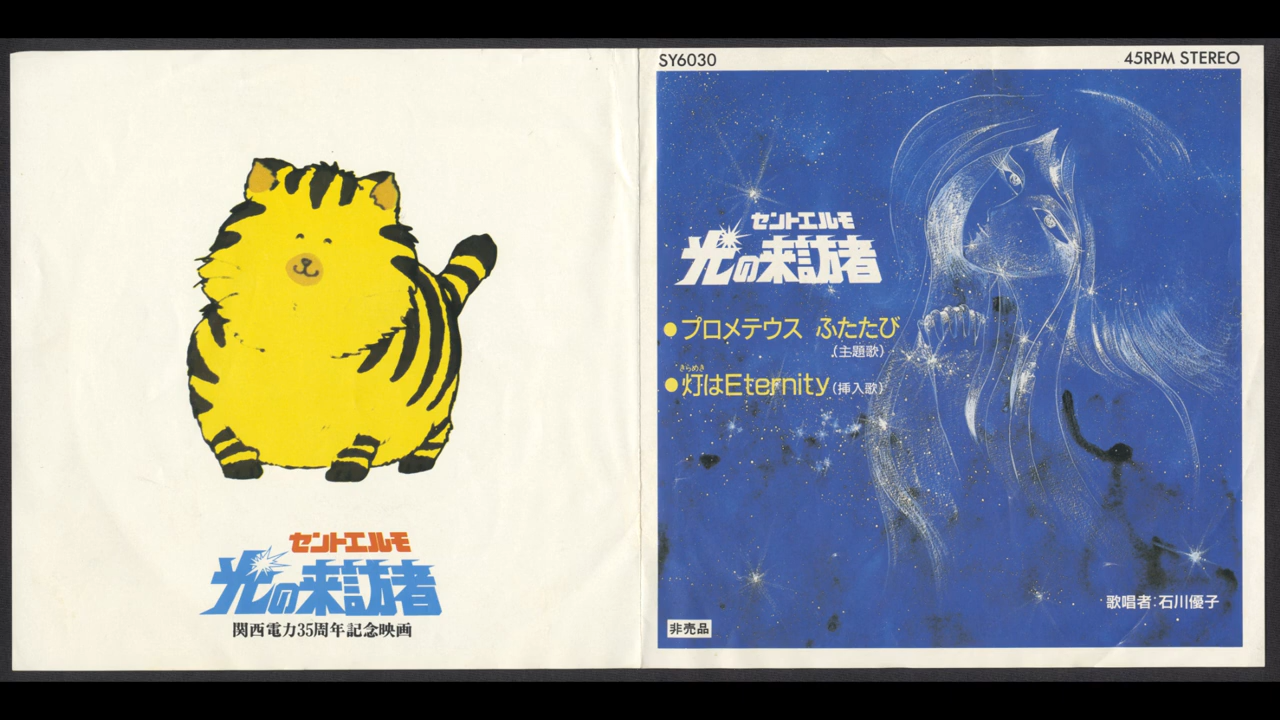 セントエルモ
光の来訪者
関西電力35周年記念映画
SY6030
45RPM STEREO
セントエルモ
光の来訪者
●プロメテウス ふたたび
(主題歌)
きらめき
●灯はEternity(挿入歌)
歌唱者:石川優子
非売品